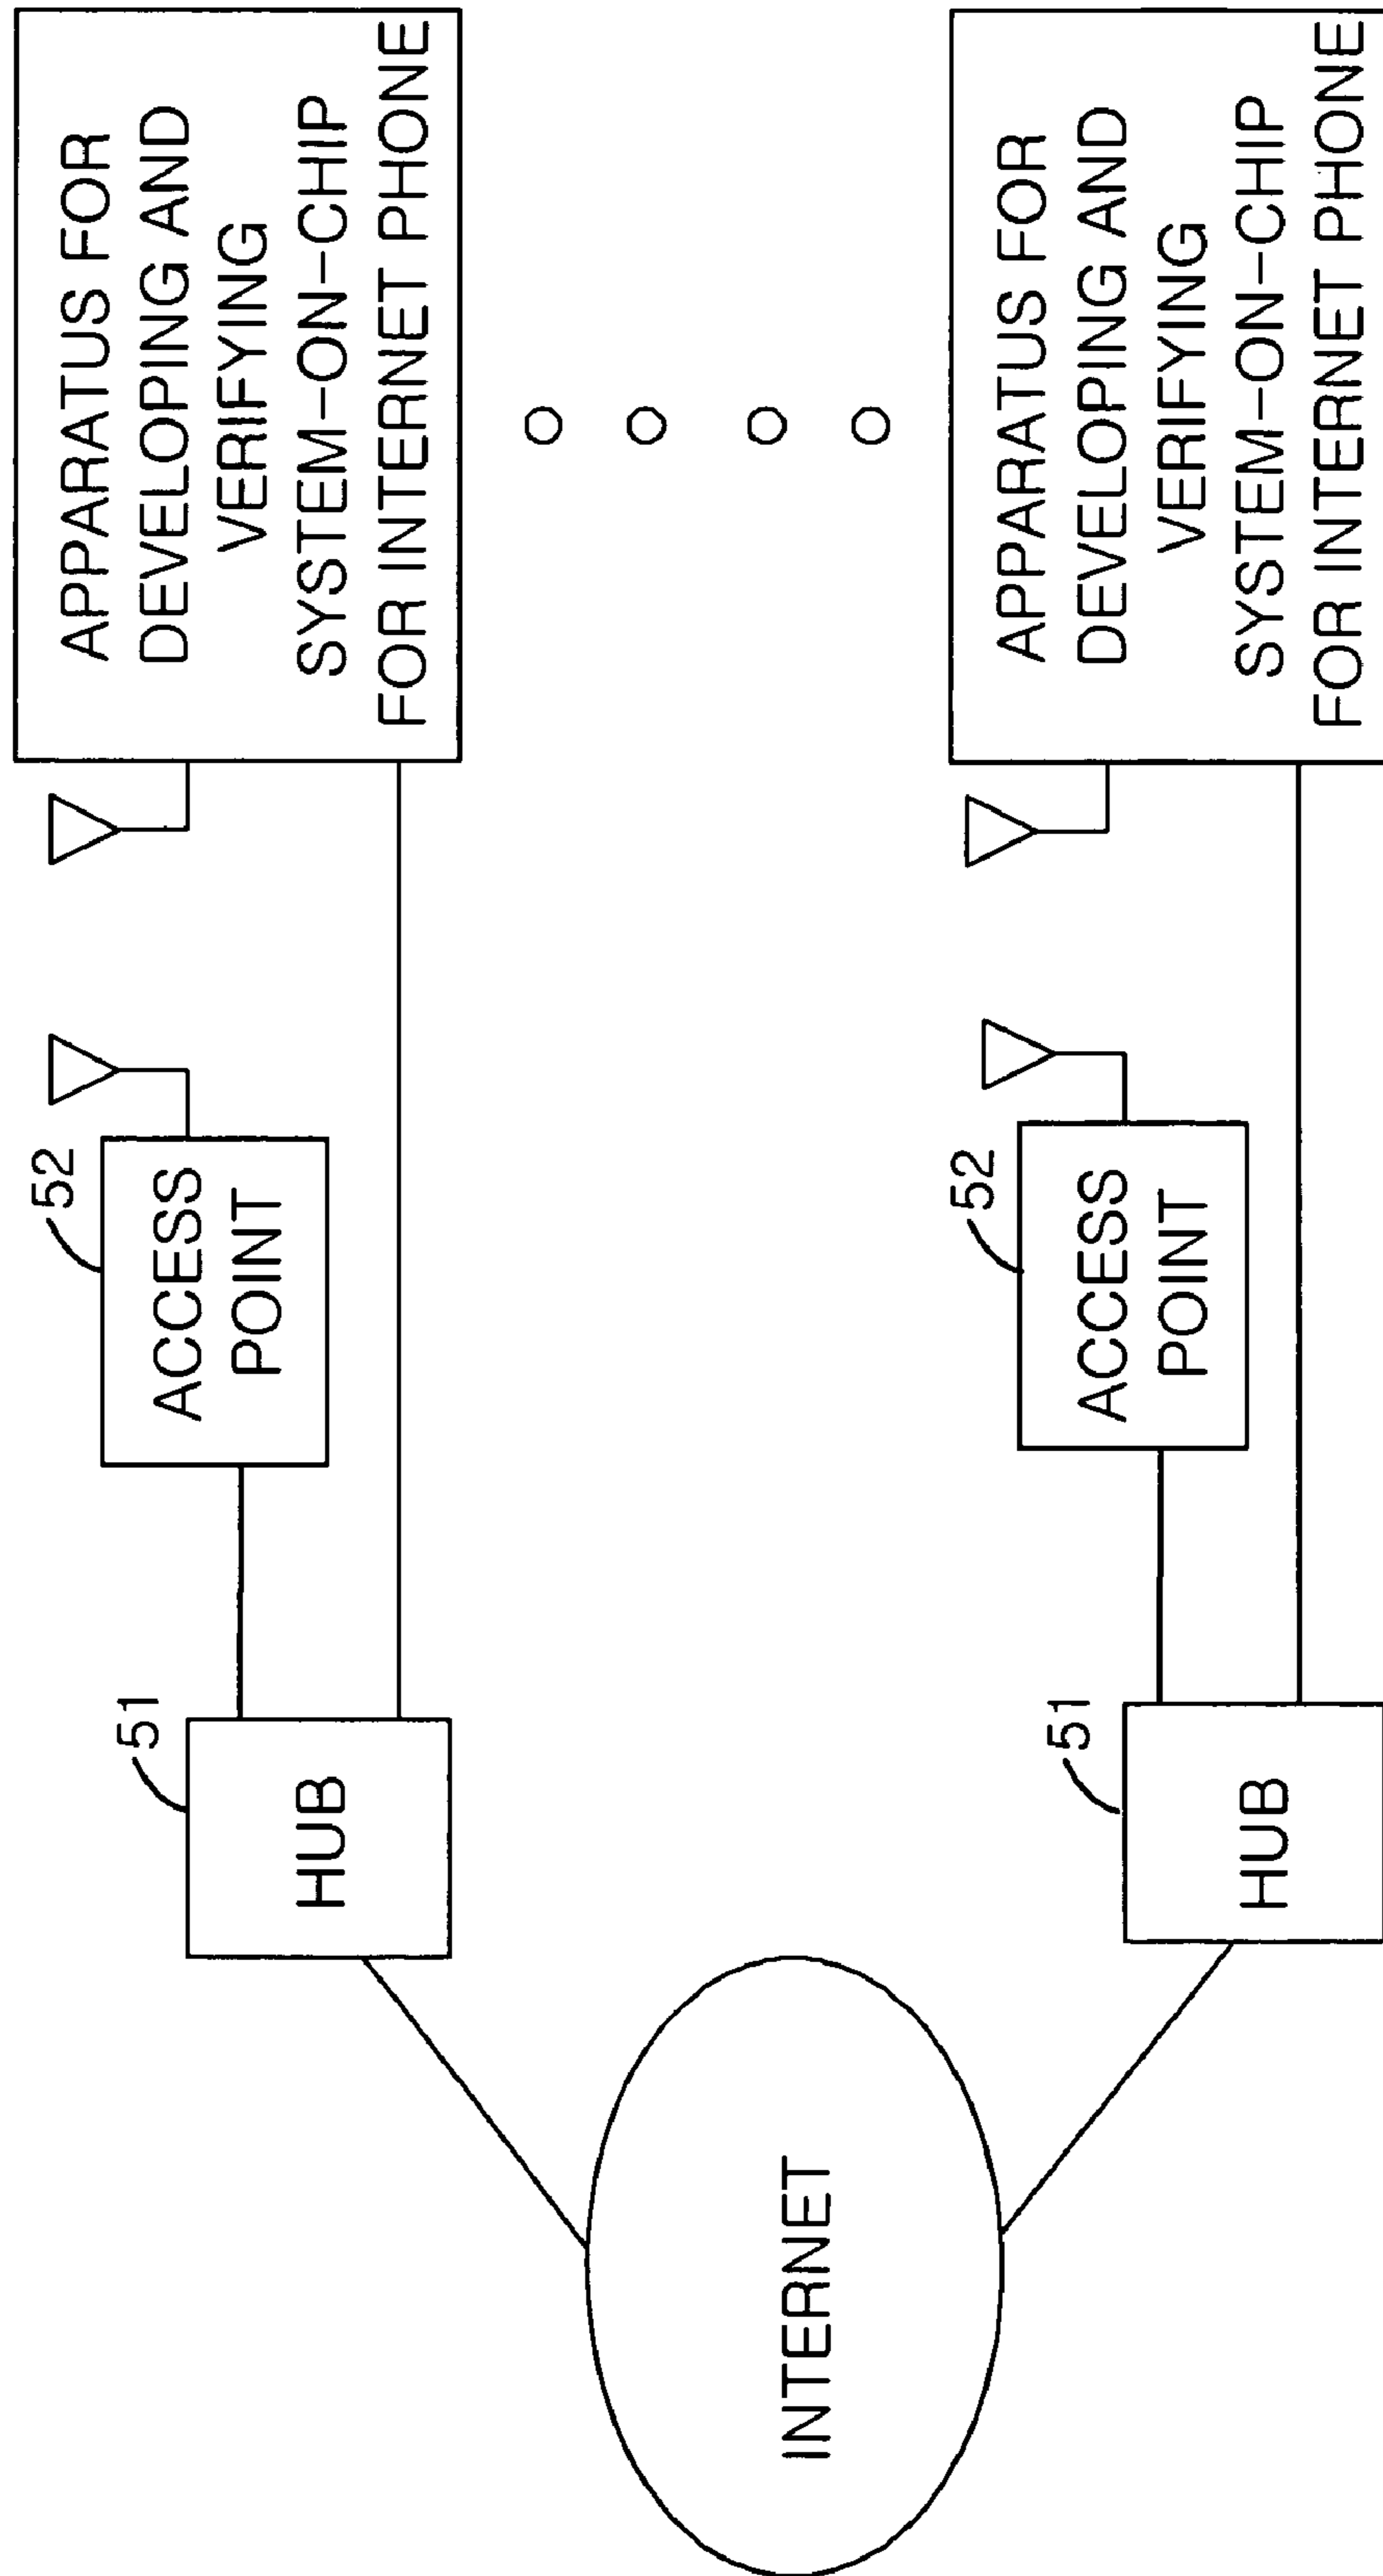 APPARATUS FOR
DEVELOPING AND
VERIFYING
SYSTEM-ON-CHIP
FOR INTERNET PHONE
52
ACCESS
POINT
51
HUB
INTERNET
APPARATUS FOR
DEVELOPING AND
VERIFYING
SYSTEM-ON-CHIP
FOR INTERNET PHONE
52
ACCESS
POINT
51
HUB